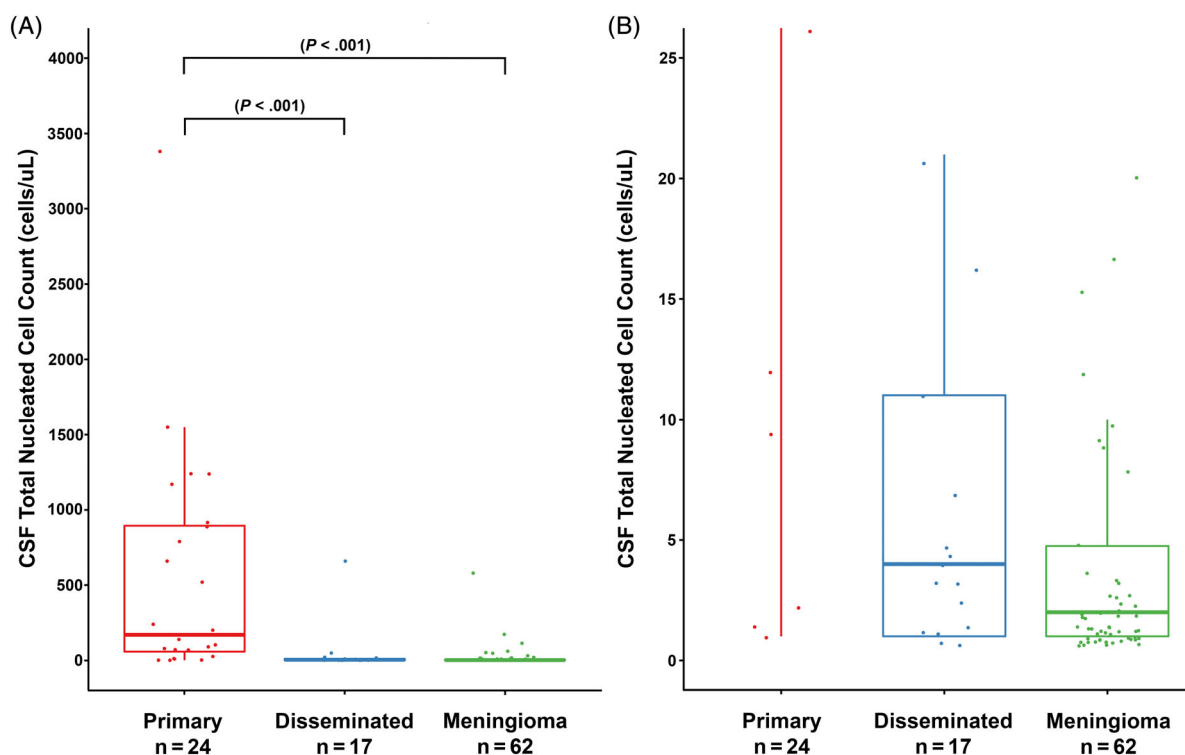 (A)
CSF Total Nucleated Cell Count (cells/uL)
4000
3500
3000
2500
2000
1500
1000
500
0
(P < .001)
(P < .001)
Primary
n = 24
Disseminated
n = 17
Meningioma
n = 62
(B)
CSF Total Nucleated Cell Count (cells/uL)
25
20
15
10
5
0
Primary
n = 24
Disseminated
n = 17
Meningioma
n = 62